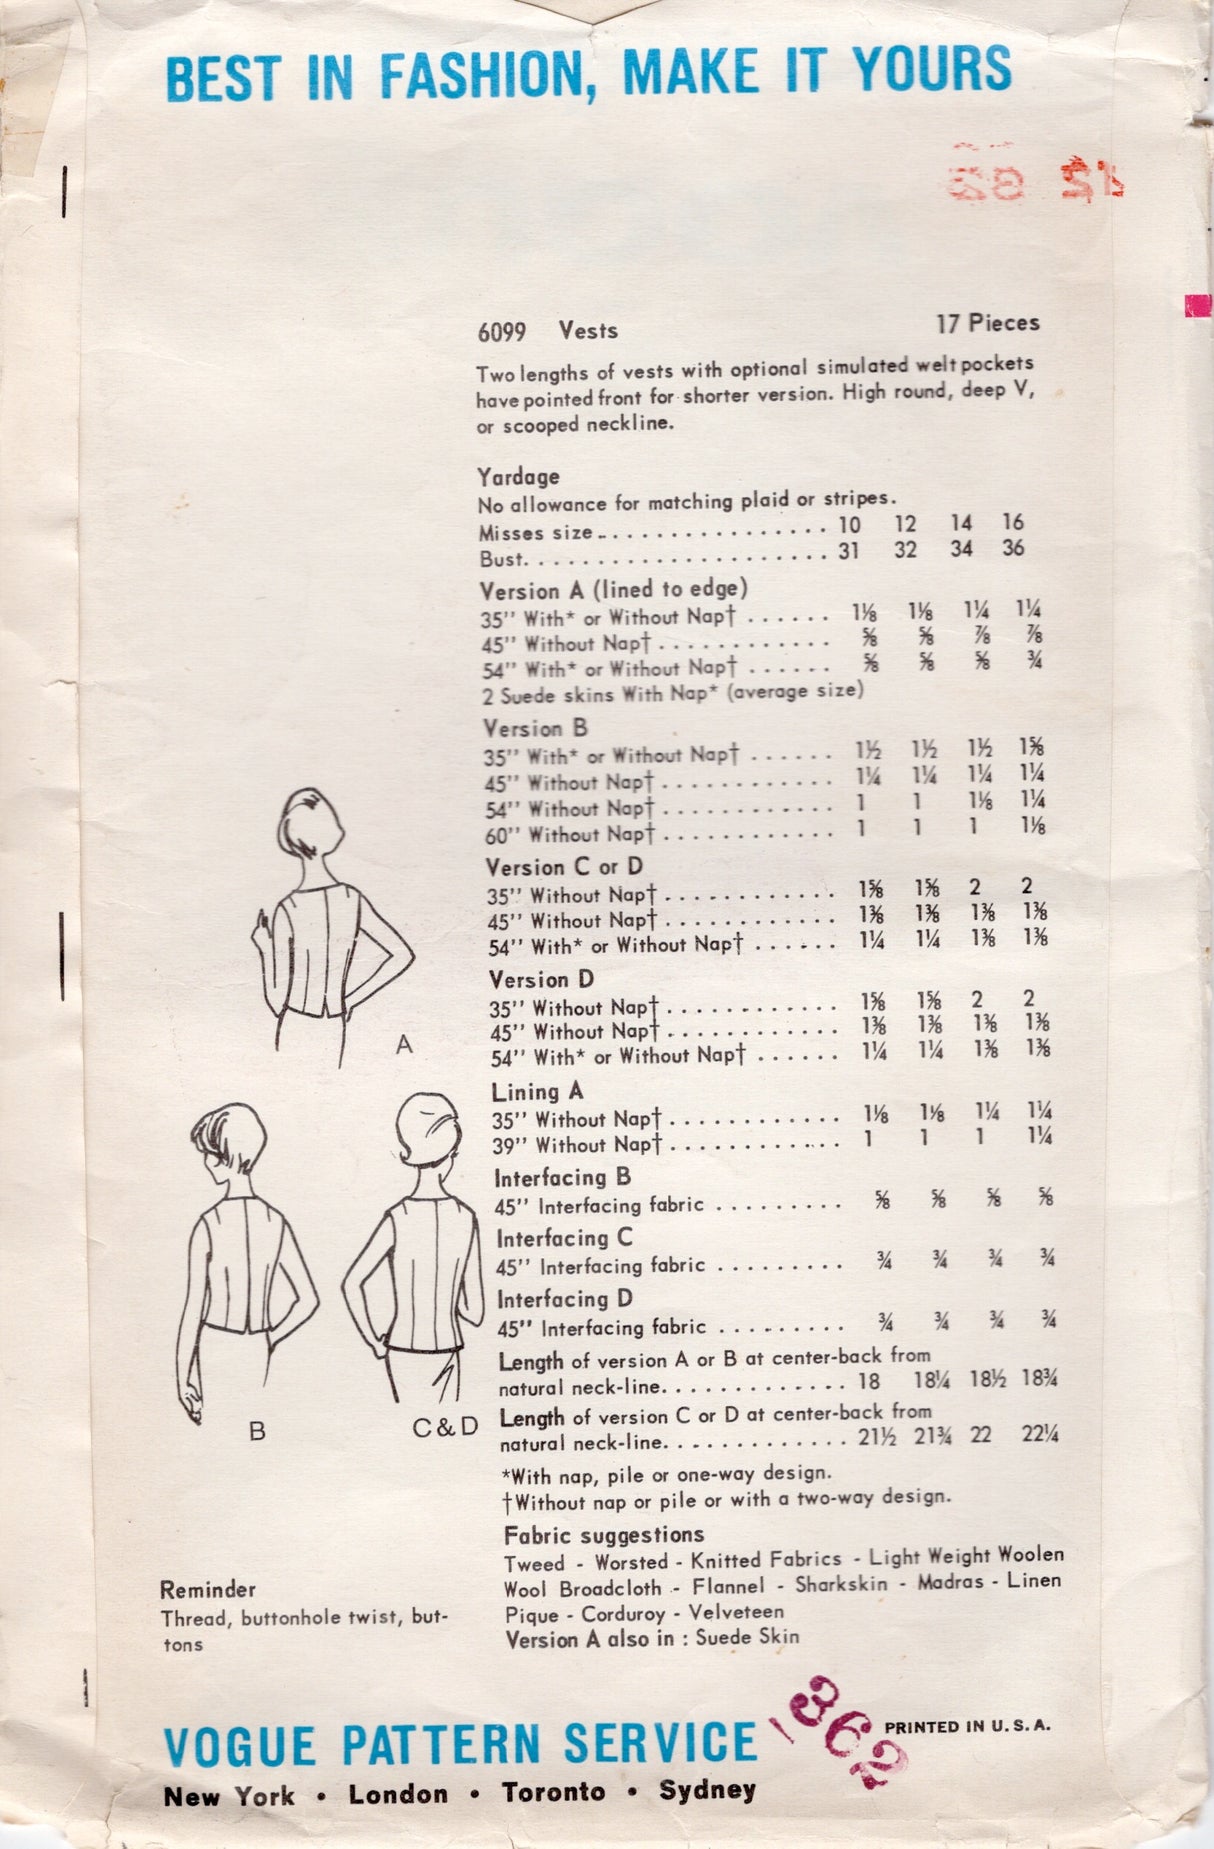 BEST IN FASHION, MAKE IT YOURS
6099 Vests 17 Pieces
Two lengths of vests with optional simulated welt pockets
have pointed front for shorter version. High round, deep V,
or scooped neckline.
Yardage
No allowance for matching plaid or stripes.
Misses size . . . . . . . . . . . . . . . . 10 12 14 16
Bust. . . . . . . . . . . . . . . . . . . . . 31 32 34 36
Version A (lined to edge)
35" With* or Without Nap† . . . . . . 1⅛ 1⅛ 1¼ 1¼
45" Without Nap† . . . . . . . . . . . . ⅝ ⅝ ⅞ ⅞
54" With* or Without Nap† . . . . . . ⅝ ⅝ ⅝ ¾
2 Suede skins With Nap* (average size)
Version B
35" With* or Without Nap† . . . . . . 1½ 1½ 1½ 1⅝
45" Without Nap† . . . . . . . . . . . . 1¼ 1¼ 1¼ 1¼
54" Without Nap† . . . . . . . . . . . . 1 1 1⅛ 1¼
60" Without Nap† . . . . . . . . . . . . 1 1 1 1⅛
Version C or D
35" Without Nap† . . . . . . . . . . . . 1⅝ 1⅝ 2 2
45" Without Nap† . . . . . . . . . . . . 1⅜ 1⅜ 1⅜ 1⅜
54" With* or Without Nap† . . . . . . 1¼ 1¼ 1⅜ 1⅜
Version D
35" Without Nap† . . . . . . . . . . . . 1⅝ 1⅝ 2 2
45" Without Nap† . . . . . . . . . . . . 1⅜ 1⅜ 1⅜ 1⅜
54" With* or Without Nap† . . . . . . 1¼ 1¼ 1⅜ 1⅜
Lining A
35" Without Nap† . . . . . . . . . . . . 1⅛ 1⅛ 1¼ 1¼
39" Without Nap† . . . . . . . . . . . . 1 1 1 1¼
Interfacing B
45" Interfacing fabric . . . . . . . . . ⅝ ⅝ ⅝ ⅝
Interfacing C
45" Interfacing fabric . . . . . . . . . ¾ ¾ ¾ ¾
Interfacing D
45" Interfacing fabric . . . . . . . . . ¾ ¾ ¾ ¾
Length of version A or B at center-back from
natural neck-line. . . . . . . . . . . . . 18 18¼ 18½ 18¾
Length of version C or D at center-back from
natural neck-line. . . . . . . . . . . . . 21½ 21¾ 22 22¼
*With nap, pile or one-way design.
†Without nap or pile or with a two-way design.
Fabric suggestions
Tweed - Worsted - Knitted Fabrics - Light Weight Woolen
Wool Broadcloth - Flannel - Sharkskin - Madras - Linen
Pique - Corduroy - Velveteen
Version A also in : Suede Skin
A
B
C & D
Reminder
Thread, buttonhole twist, but-
tons
362
PRINTED IN U.S.A.
VOGUE PATTERN SERVICE
New York • London • Toronto • Sydney